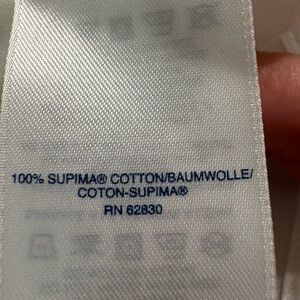 100% SUPIMA® COTTON/BAUMWOLLE/
COTON-SUPIMA®
RN 62830